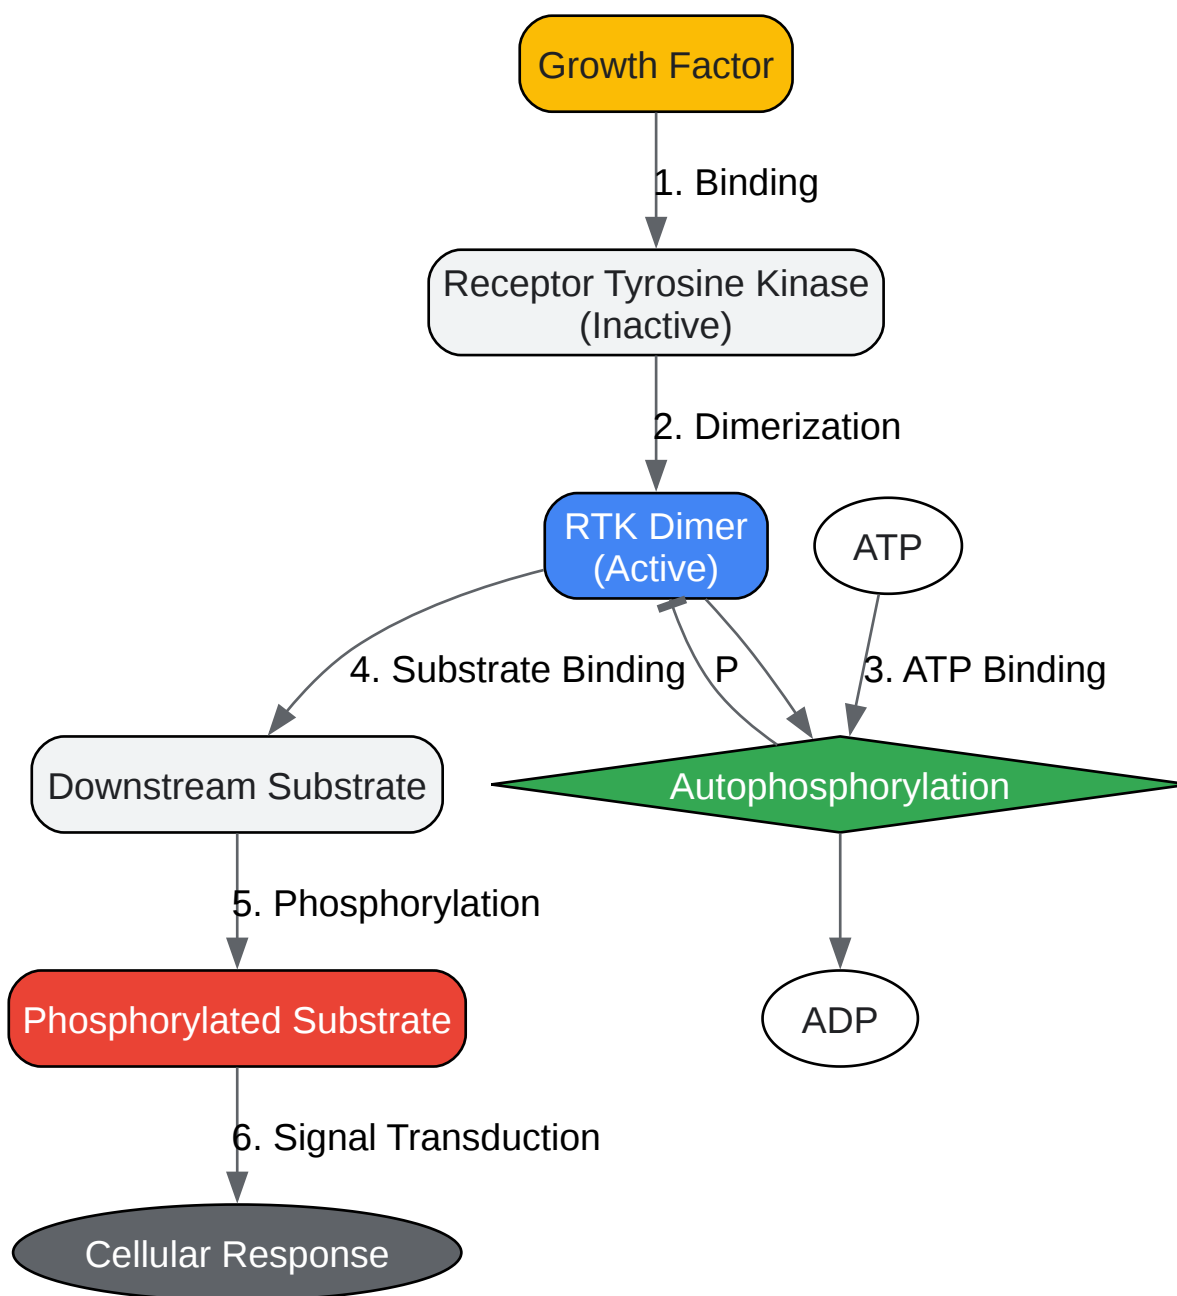 Growth Factor
1. Binding
Receptor Tyrosine Kinase
(Inactive)
2. Dimerization
RTK Dimer
(Active)
ATP
4. Substrate Binding
P
3. ATP Binding
Downstream Substrate
Autophosphorylation
5. Phosphorylation
Phosphorylated Substrate
ADP
6. Signal Transduction
Cellular Response